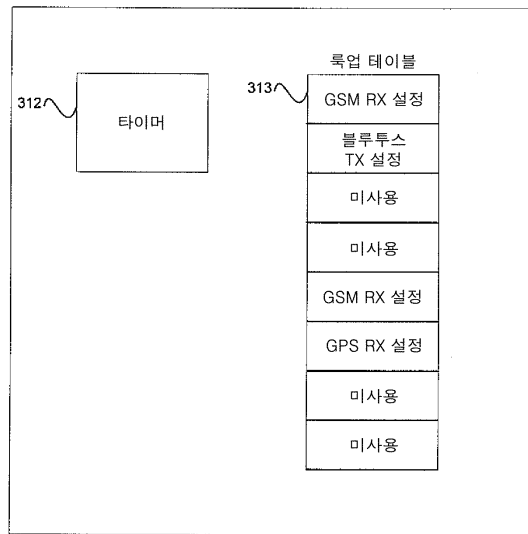 룩업 테이블
312
타이머
313
GSM RX 설정
블루투스
TX 설정
미사용
미사용
GSM RX 설정
GPS RX 설정
미사용
미사용